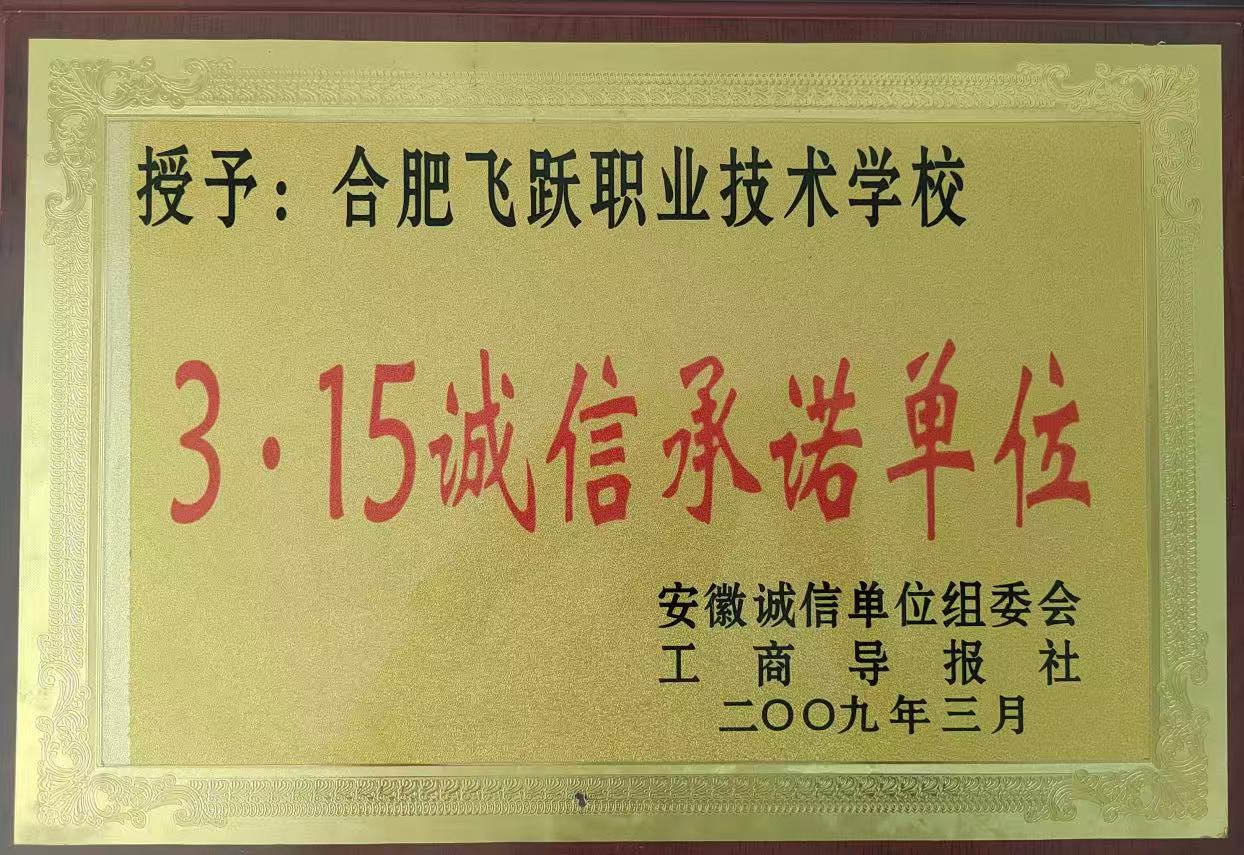 授予：合肥飞跃职业技术学校
3·15诚信承诺单位
安徽诚信单位组委会
工商导报社
二〇〇九年三月